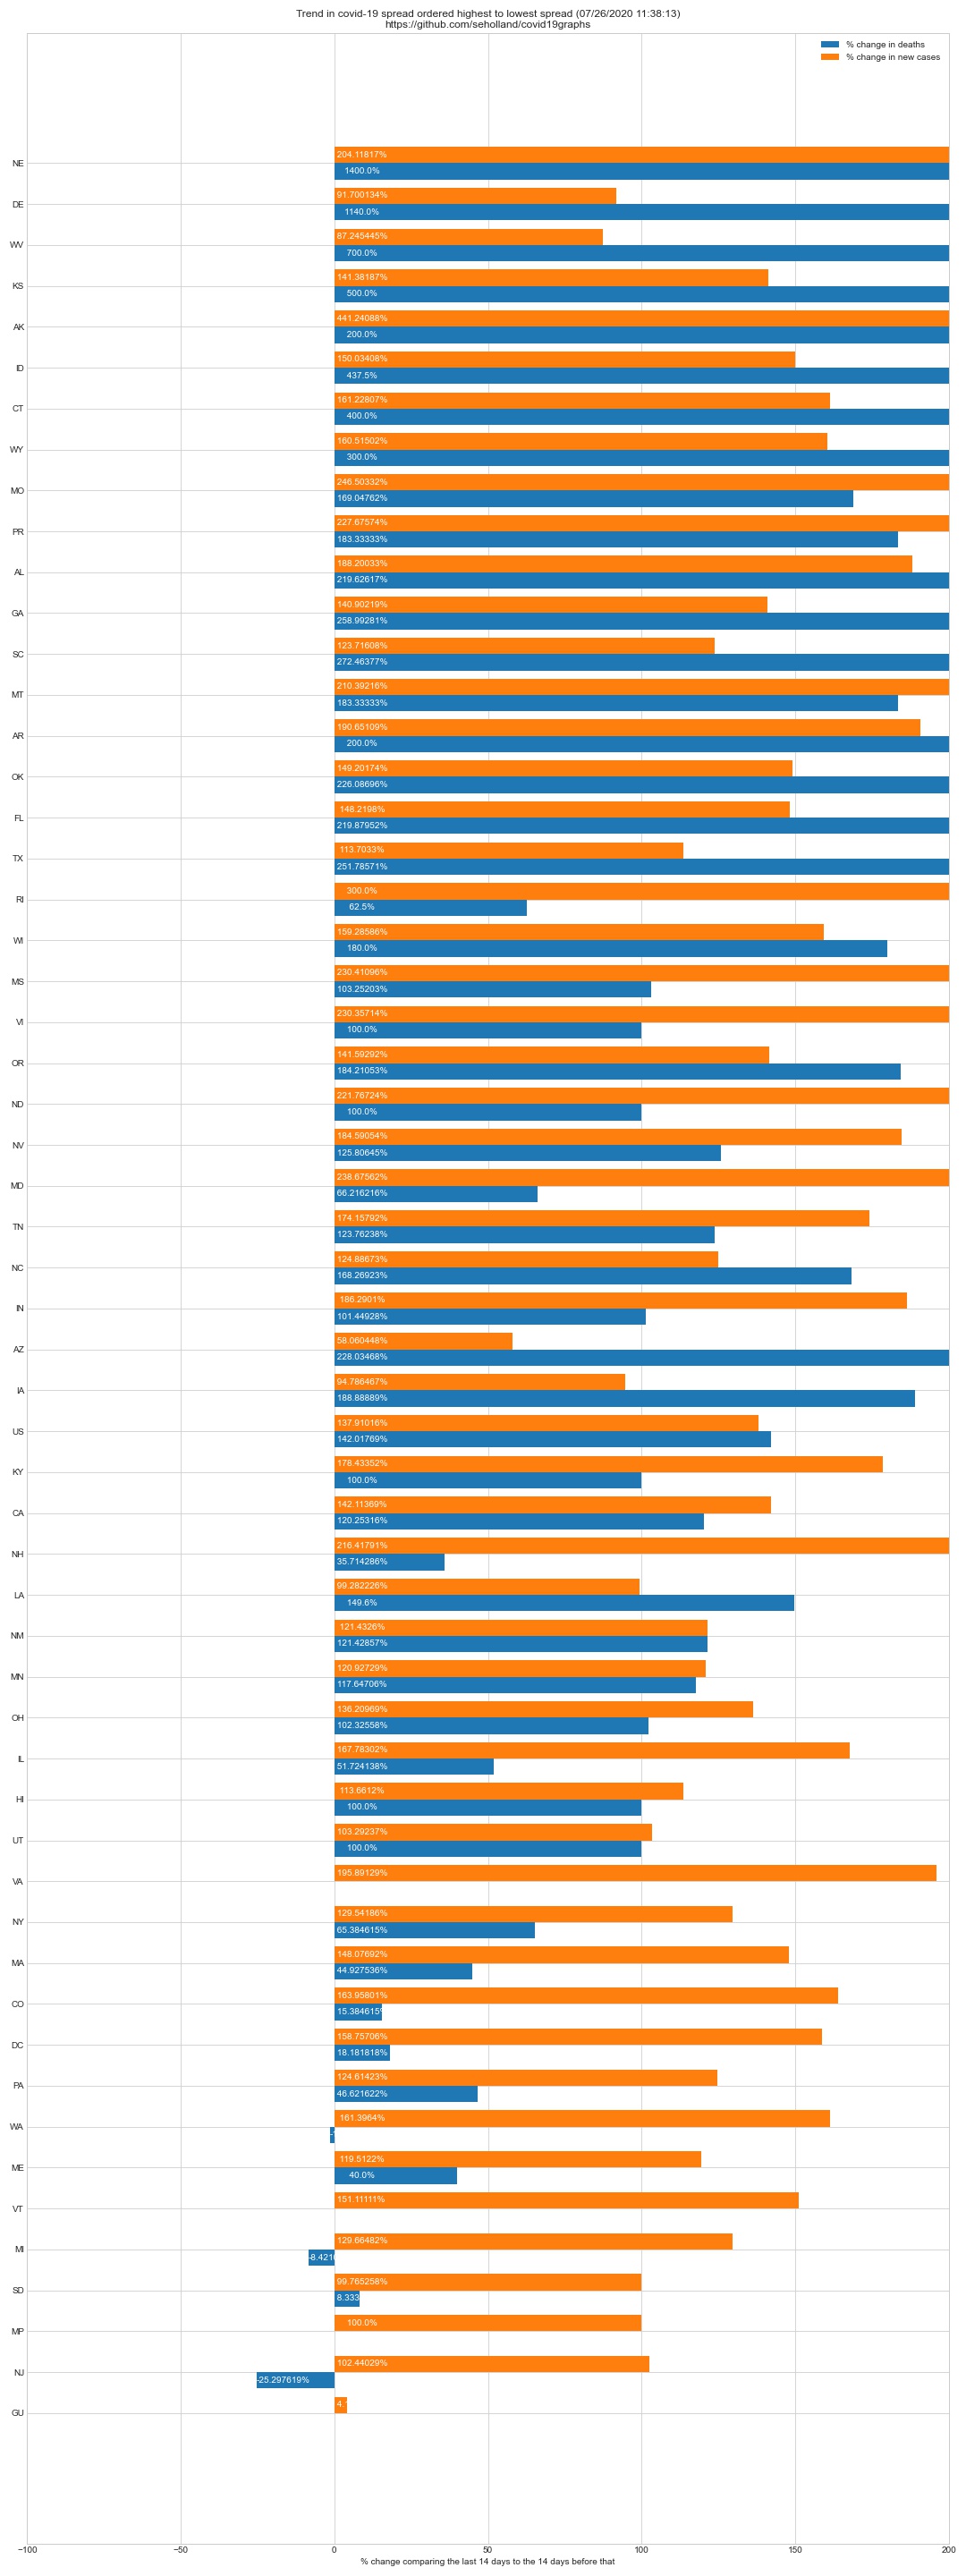 Trend in covid-19 spread ordered highest to lowest spread (07/26/2020 11:38:13)
https://github.com/seholland/covid19graphs
% change in deaths
% change in new cases
204.11817%
NE
1400.0%
91.700134%
DE
1140.0%
87.245445%
WV
700.0%
141.38187%
KS
500.0%
441.24088%
AK
200.0%
150.03408%
ID
437.5%
161.22807%
CT
400.0%
160.51502%
WY
300.0%
246.50332%
MO
169.04762%
227.67574%
PR
183.33333%
188.20033%
AL
219.62617%
140.90219%
GA
258.99281%
123.71608%
SC
272.46377%
210.39216%
MT
183.33333%
190.65109%
AR
200.0%
149.20174%
OK
226.08696%
148.2198%
FL
219.87952%
113.7033%
TX
251.78571%
300.0%
RI
62.5%
159.28586%
WI
180.0%
230.41096%
MS
103.25203%
230.35714%
VI
100.0%
141.59292%
OR
184.21053%
221.76724%
ND
100.0%
184.59054%
NV
125.80645%
238.67562%
MD
66.216216%
174.15792%
TN
123.76238%
124.88673%
NC
168.26923%
186.2901%
IN
101.44928%
58.060448%
AZ
228.03468%
94.786467%
IA
188.88889%
137.91016%
US
142.01769%
178.43352%
KY
100.0%
142.11369%
CA
120.25316%
216.41791%
NH
35.714286%
99.282226%
LA
149.6%
121.4326%
NM
121.42857%
120.92729%
MN
117.64706%
136.20969%
OH
102.32558%
167.78302%
IL
51.724138%
113.6612%
HI
100.0%
103.29237%
UT
100.0%
195.89129%
VA
129.54186%
NY
65.384615%
148.07692%
MA
44.927536%
163.95801%
CO
15.384615%
158.75706%
DC
18.181818%
124.61423%
PA
46.621622%
161.3964%
WA
119.5122%
ME
40.0%
151.11111%
VT
129.66482%
MI
-8.421
99.765258%
SD
8.333
100.0%
MP
102.44029%
NJ
-25.297619%
4.
GU
−100 −50 0 50 100 150 200
% change comparing the last 14 days to the 14 days before that